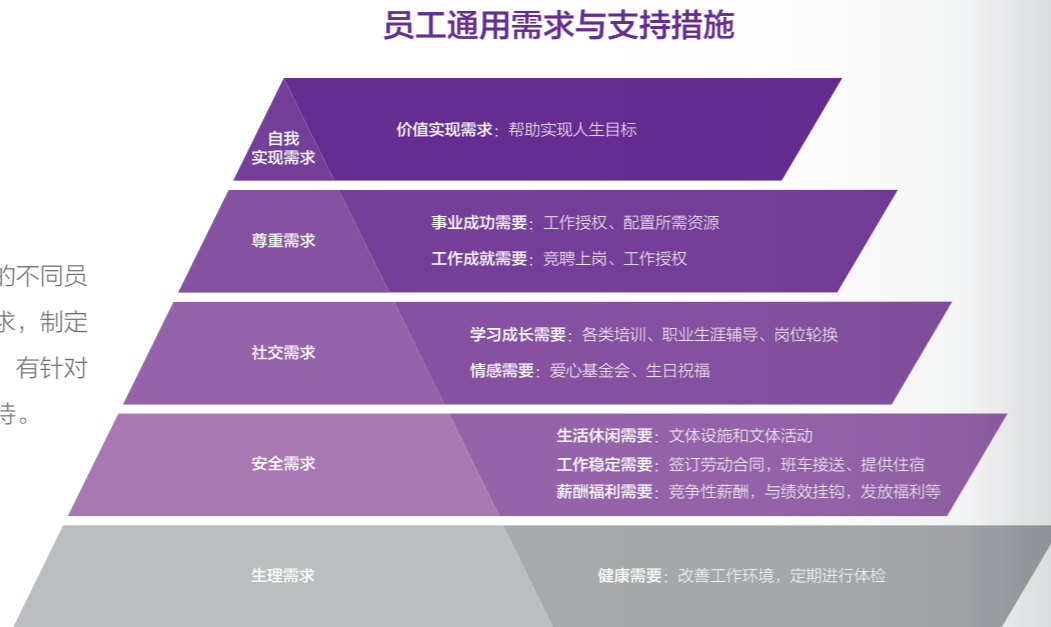 员工通用需求与支持措施
自我
实现需求
价值实现需求：帮助实现人生目标
尊重需求
事业成功需要：工作授权、配置所需资源
工作成就需要：竞聘上岗、工作授权
的不同员
求，制定
有针对
持。
社交需求
学习成长需要：各类培训、职业生涯辅导、岗位轮换
情感需要：爱心基金会、生日祝福
安全需求
生活休闲需要：文体设施和文体活动
工作稳定需要：签订劳动合同，班车接送、提供住宿
薪酬福利需要：竞争性薪酬，与绩效挂钩，发放福利等
生理需求
健康需要：改善工作环境，定期进行体检